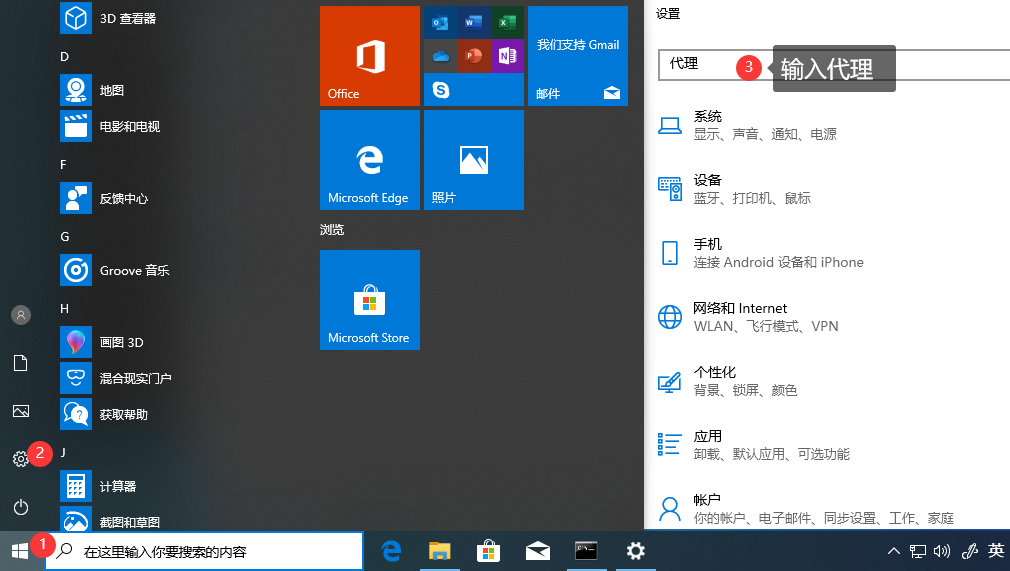 3D 查看器
D
地图
电影和电视
F
反馈中心
G
Groove 音乐
H
画图 3D
混合现实门户
获取帮助
J
计算器
截图和草图
Office
我们支持 Gmail
邮件
Microsoft Edge
照片
浏览
Microsoft Store
设置
代理
3
输入代理
系统
显示、声音、通知、电源
设备
蓝牙、打印机、鼠标
手机
连接 Android 设备和 iPhone
网络和 Internet
WLAN、飞行模式、VPN
个性化
背景、锁屏、颜色
应用
卸载、默认应用、可选功能
帐户
你的帐户、电子邮件、同步设置、工作、家庭
2
1
在这里输入你要搜索的内容
英